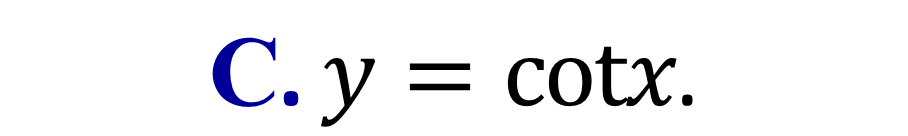 C. y = cotx.